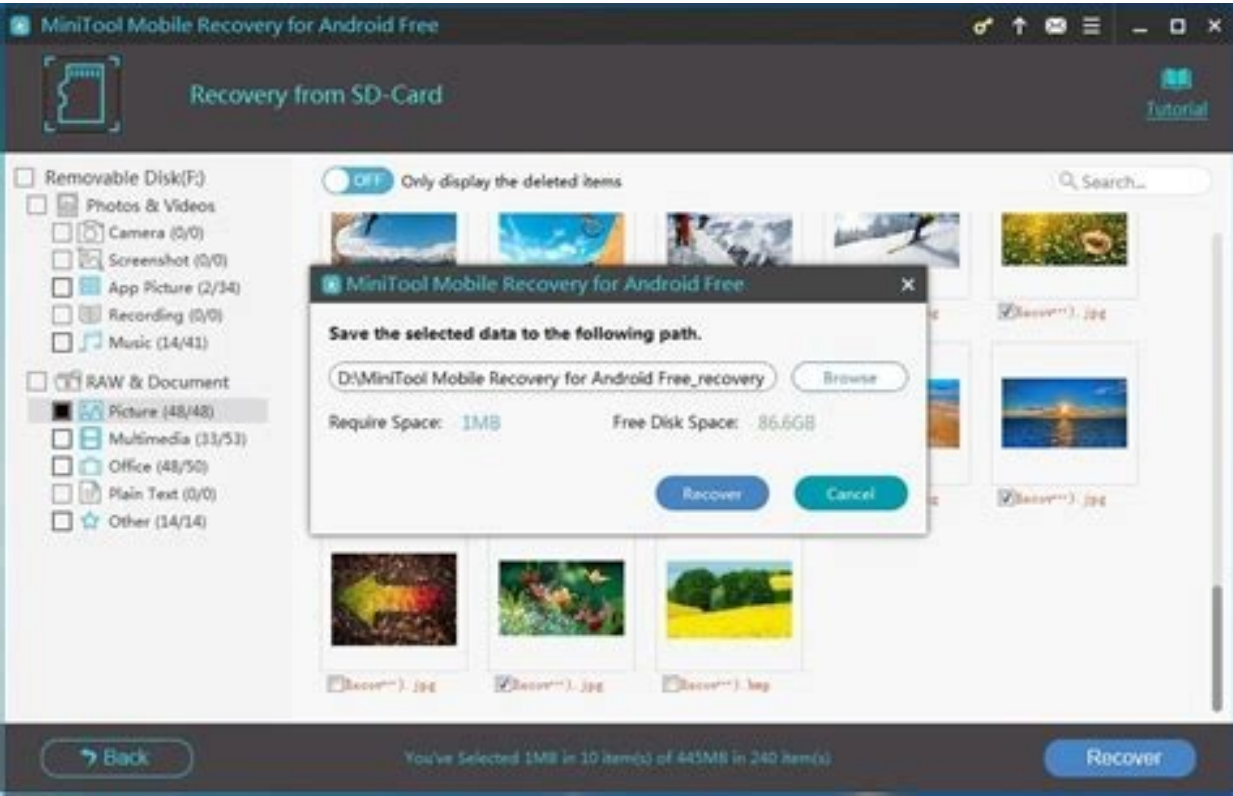 MiniTool Mobile Recovery for Android Free
Recovery from SD-Card
Tutorial
Removable Disk(F:)
Photos & Videos
Camera (0/0)
Screenshot (0/0)
App Picture (2/34)
Recording (0/0)
Music (14/41)
RAW & Document
Picture (48/48)
Multimedia (33/53)
Office (48/50)
Plain Text (0/0)
Other (14/14)
OFF Only display the deleted items
Search...
MiniTool Mobile Recovery for Android Free
Save the selected data to the following path.
D:\MiniTool Mobile Recovery for Android Free_recovery
Browse
Require Space: 1MB Free Disk Space: 86.6GB
Recover Cancel
.jpg
.jpg
.jpg
.jpg
.bmp
Back
You've Selected 1MB in 10 item(s) of 445MB in 240 item(s)
Recover